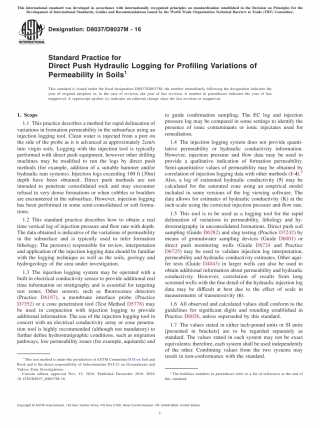 This international standard was developed in accordance with internationally recognized principles on standardization established in the Decision on Principles for the
Development of International Standards, Guides and Recommendations issued by the World Trade Organization Technical Barriers to Trade (TBT) Committee.
Designation: D8037/D8037M – 16
Standard Practice for
Direct Push Hydraulic Logging for Profiling Variations of
Permeability in Soils1
This standard is issued under the fixed designation D8037/D8037M; the number immediately following the designation indicates the
year of original adoption or, in the case of revision, the year of last revision. A number in parentheses indicates the year of last
reapproval. A superscript epsilon (ε) indicates an editorial change since the last revision or reapproval.
1. Scope
1.1 This practice describes a method for rapid delineation of
variations in formation permeability in the subsurface using an
injection logging tool. Clean water is injected from a port on
the side of the probe as it is advanced at approximately 2cm/s
into virgin soils. Logging with the injection tool is typically
performed with direct push equipment, however other drilling
machines may be modified to run the logs by direct push
methods (for example, addition of a suitable hammer and/or
hydraulic ram systems). Injection logs exceeding 100 ft [30m]
depth have been obtained. Direct push methods are not
intended to penetrate consolidated rock and may encounter
refusal in very dense formations or when cobbles or boulders
are encountered in the subsurface. However, injection logging
has been performed in some semi-consolidated or soft formations.
1.2 This standard practice describes how to obtain a real
time vertical log of injection pressure and flow rate with depth.
The data obtained is indicative of the variations of permeability
in the subsurface and is typically used to infer formation
lithology. The person(s) responsible for review, interpretation
and application of the injection logging data should be familiar
with the logging technique as well as the soils, geology and
hydrogeology of the area under investigation.
1.3 The injection logging system may be operated with a
built in electrical conductivity sensor to provide additional real
time information on stratigraphy and is essential for targeting
test zones. Other sensors, such as fluorescence detectors
(Practice D6187), a membrane interface probe (Practice
D7352) or a cone penetration tool (Test Method D5778) may
be used in conjunction with injection logging to provide
additional information. The use of the injection logging tool in
concert with an electrical conductivity array or cone penetration
tool is highly recommended (although not mandatory) to
further define hydrostratigraphic conditions, such as migration
pathways, low permeability zones (for example, aquitards) and
to guide confirmation sampling. The EC log and injection
pressure log may be compared in some settings to identify the
presence of ionic contaminants or ionic injectates used for
remediation.
1.4 The injection logging system does not provide quantitative
permeability or hydraulic conductivity information.
However, injection pressure and flow data may be used to
provide a qualitative indication of formation permeability.
Semi-quantitative values of permeability may be obtained by
correlation of injection logging data with other methods (1-4).2
Also, a log of estimated hydraulic conductivity (5) may be
calculated for the saturated zone using an empirical model
included in some versions of the log viewing software. The
data allows for estimates of hydraulic conductivity (K) at the
inch-scale using the corrected injection pressure and flow rate.
1.5 This tool is to be used as a logging tool for the rapid
delineation of variations in permeability, lithology and hydrostratigraphy
in unconsolidated formations. Direct push soil
sampling (Guide D6282) and slug testing (Practice D7242) by
means of groundwater sampling devices (Guide D6001) or
direct push monitoring wells (Guide D6724 and Practice
D6725) may be used to validate injection log interpretation,
permeability and hydraulic conductivity estimates. Other aquifer
tests (Guide D4043) in larger wells can also be used to
obtain additional information about permeability and hydraulic
conductivity. However, correlation of results from long
screened wells with the fine detail of the hydraulic injection log
data may be difficult at best due to the effect of scale in
measurements of transmissivity (6).
1.6 All observed and calculated values shall conform to the
guidelines for significant digits and rounding established in
Practice D6026, unless superseded by this standard.
1.7 The values stated in either inch-pound units or SI units
[presented in brackets] are to be regarded separately as
standard. The values stated in each system may not be exact
equivalents; therefore, each system shall be used independently
of the other. Combining values from the two systems may
result in non-conformance with the standard.
1 This test method is under the jurisdiction of ASTM Committee D18 on Soil and
Rock and is the direct responsibility of Subcommittee D18.21 on Groundwater and
Vadose Zone Investigations.
Current edition approved Nov. 15, 2016. Published December 2016. DOI:
10.1520/D8037_D8037M-16
2 The boldface numbers in parentheses refer to a list of references at the end of
this standard.
Copyright © ASTM International, 100 Barr Harbor Drive, PO Box C700, West Conshohocken, PA 19428-2959. United States
1